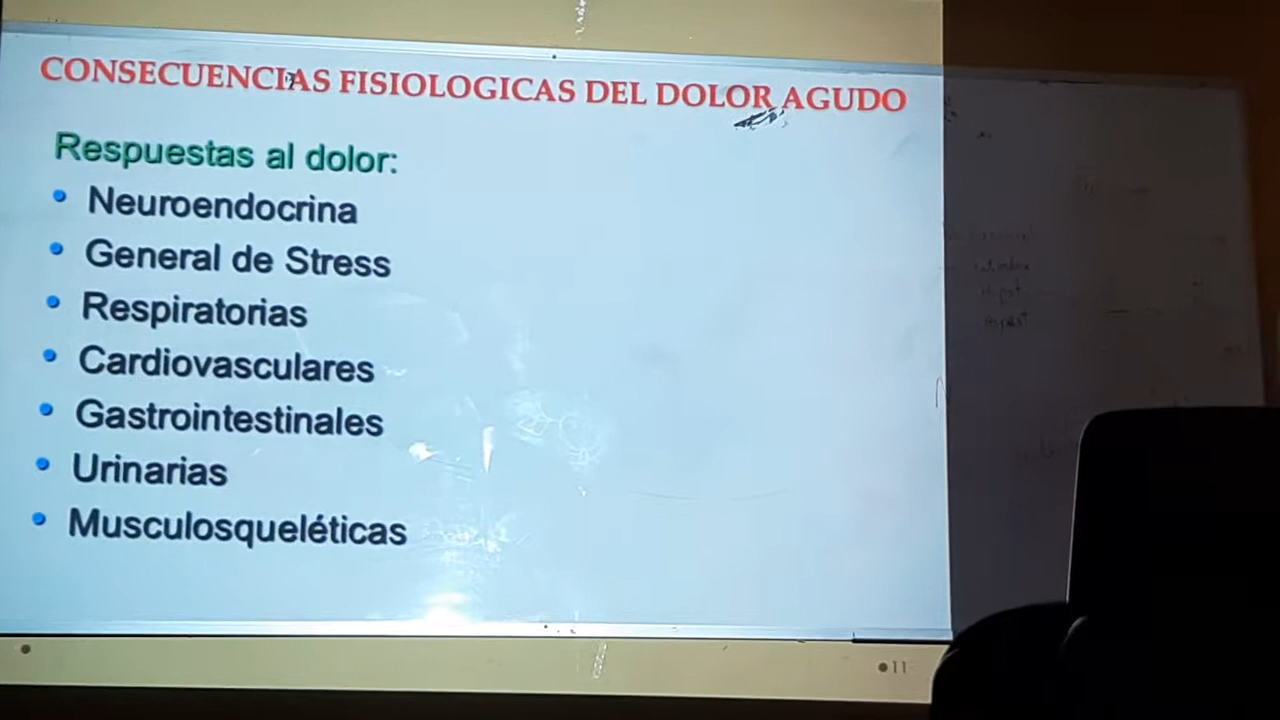 CONSECUENCIAS FISIOLOGICAS DEL DOLOR AGUDO
Respuestas al dolor:
• Neuroendocrina
• General de Stress
• Respiratorias
• Cardiovasculares
• Gastrointestinales
• Urinarias
• Musculosqueléticas
11